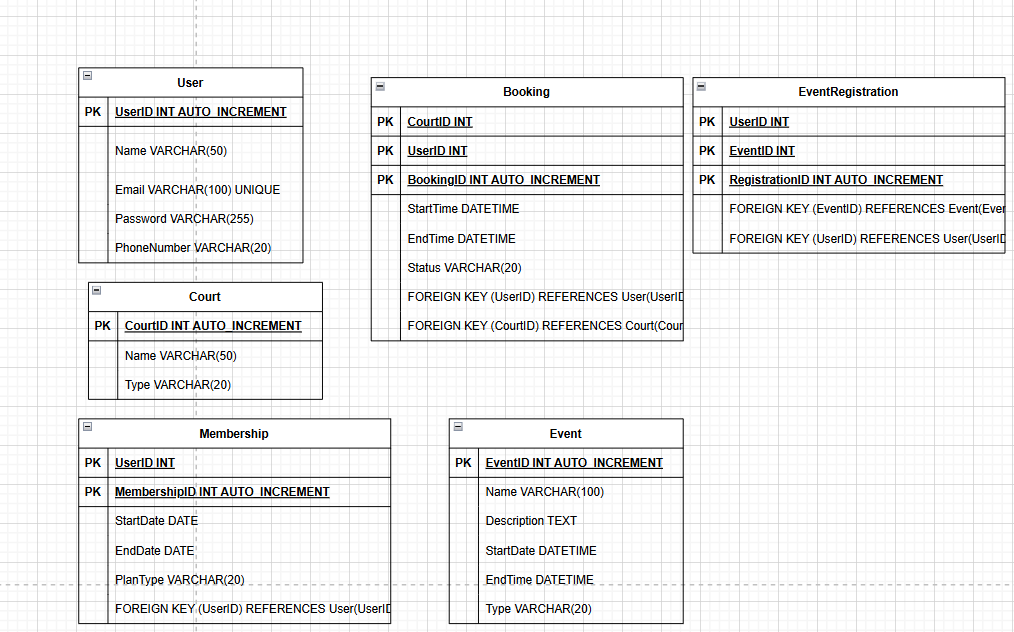 User
PK UserID INT AUTO_INCREMENT
Name VARCHAR(50)
Email VARCHAR(100) UNIQUE
Password VARCHAR(255)
PhoneNumber VARCHAR(20)
Booking
PK CourtID INT
PK UserID INT
PK BookingID INT AUTO_INCREMENT
StartTime DATETIME
EndTime DATETIME
Status VARCHAR(20)
FOREIGN KEY (UserID) REFERENCES User(UserID
FOREIGN KEY (CourtID) REFERENCES Court(Cour
EventRegistration
PK UserID INT
PK EventID INT
PK RegistrationID INT AUTO_INCREMENT
FOREIGN KEY (EventID) REFERENCES Event(Ever
FOREIGN KEY (UserID) REFERENCES User(UserID
Court
PK CourtID INT AUTO_INCREMENT
Name VARCHAR(50)
Type VARCHAR(20)
Membership
PK UserID INT
PK MembershipID INT AUTO_INCREMENT
StartDate DATE
EndDate DATE
PlanType VARCHAR(20)
FOREIGN KEY (UserID) REFERENCES User(UserID
Event
PK EventID INT AUTO_INCREMENT
Name VARCHAR(100)
Description TEXT
StartDate DATETIME
EndTime DATETIME
Type VARCHAR(20)